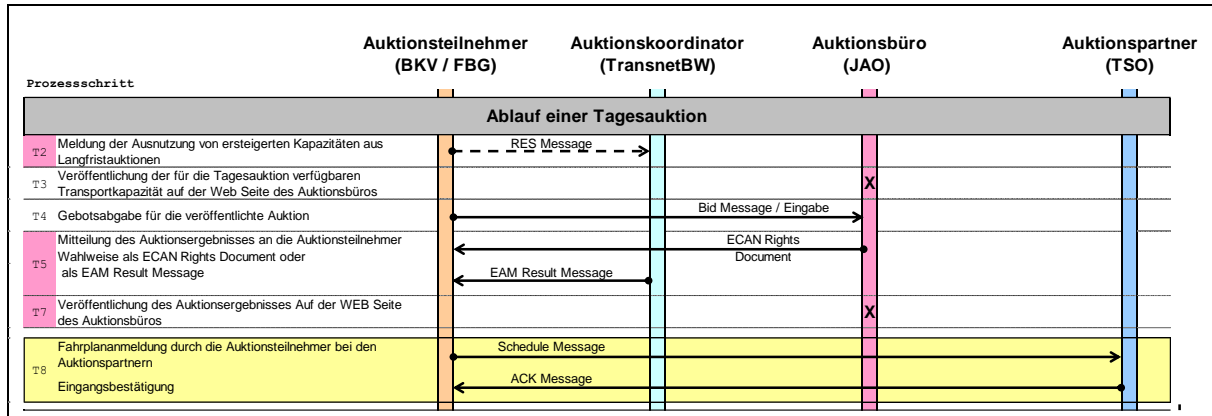 Auktionsteilnehmer
(BKV / FBG)
Auktionskoordinator
(TransnetBW)
Auktionsbüro
(JAO)
Auktionspartner
(TSO)
Prozessschritt
Ablauf einer Tagesauktion
T2
Meldung der Ausnutzung von ersteigerten Kapazitäten aus
Langfristauktionen
RES Message
T3
Veröffentlichung der für die Tagesauktion verfügbaren
Transportkapazität auf der Web Seite des Auktionsbüros
X
T4
Gebotsabgabe für die veröffentlichte Auktion
Bid Message / Eingabe
T5
Mitteilung des Auktionsergebnisses an die Auktionsteilnehmer
Wahlweise als ECAN Rights Document oder
als EAM Result Message
ECAN Rights
Document
EAM Result Message
T7
Veröffentlichung des Auktionsergebnisses Auf der WEB Seite
des Auktionsbüros
X
T8
Fahrplananmeldung durch die Auktionsteilnehmer bei den
Auktionspartnern
Schedule Message
Eingangsbestätigung
ACK Message